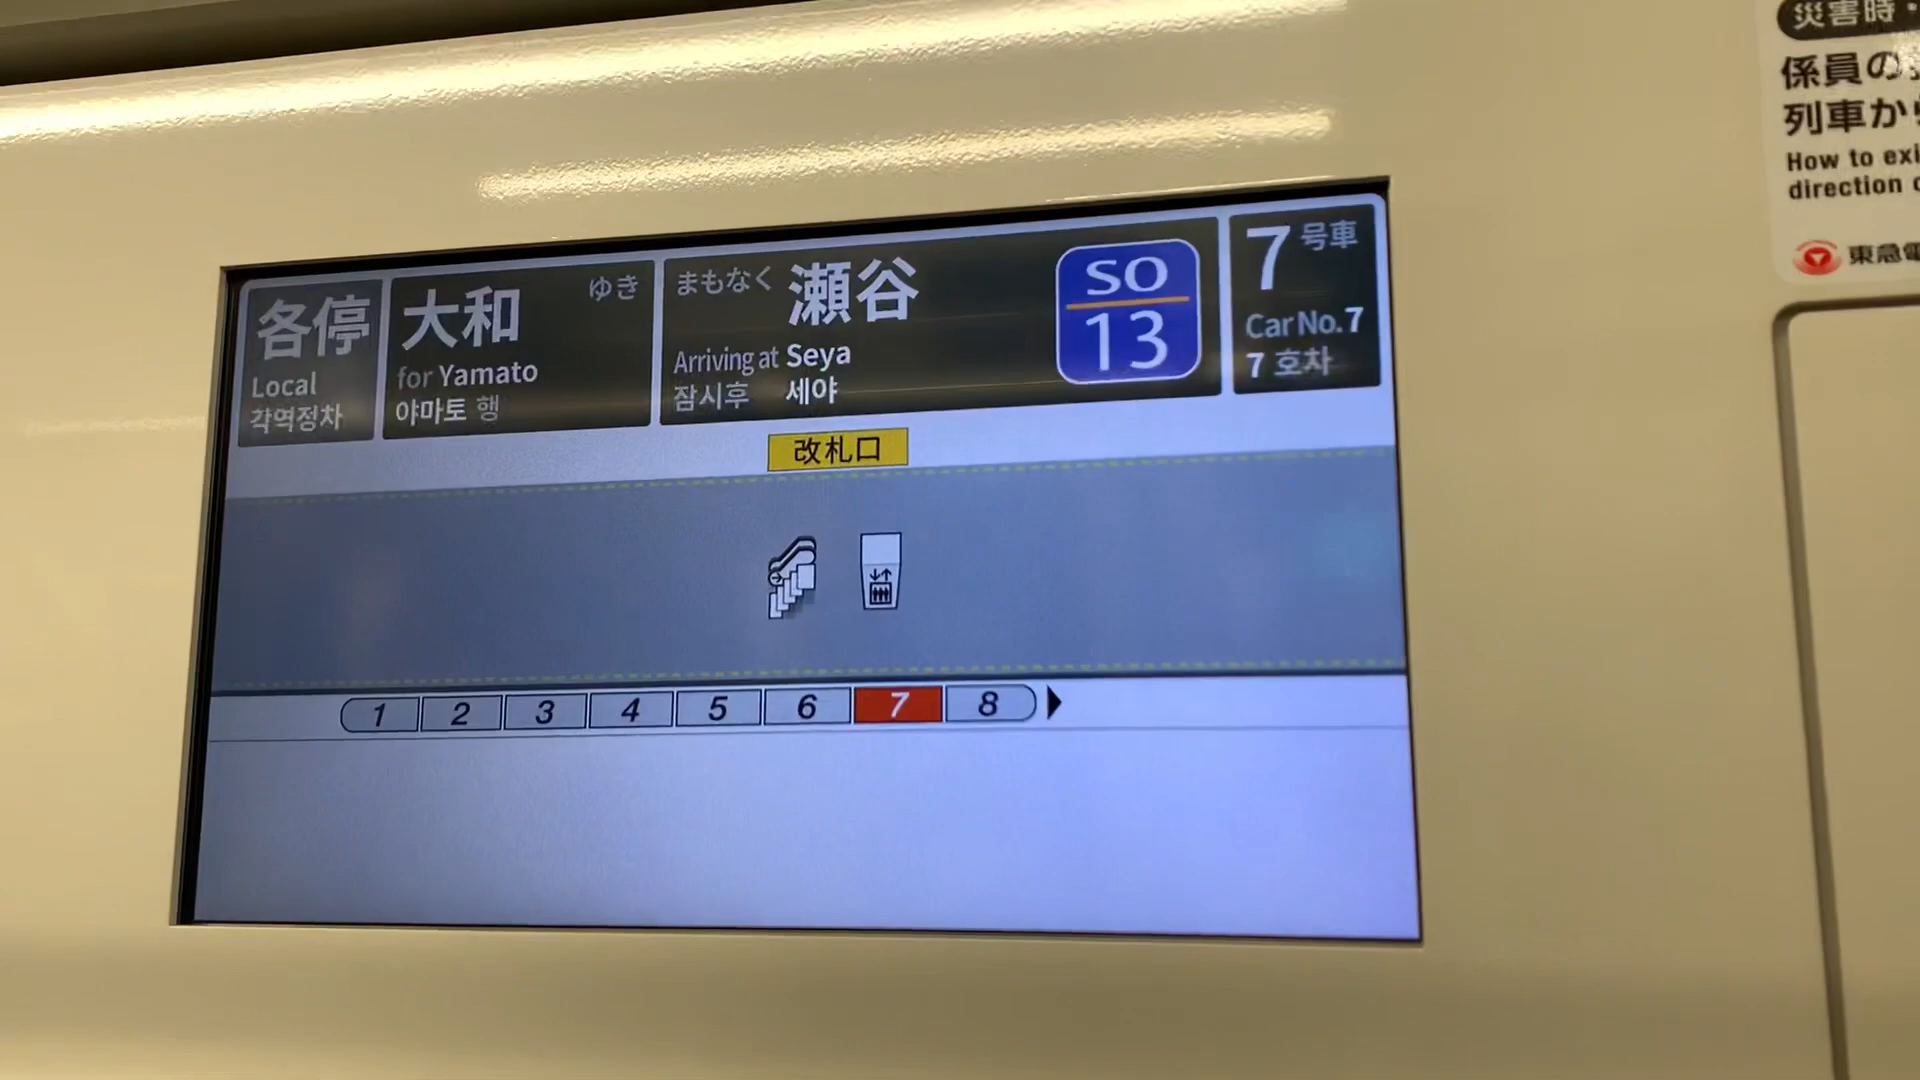 各停
Local
각역정차
大和 ゆき
for Yamato
야마토 행
まもなく 瀬谷
Arriving at Seya
잠시후 세야
SO
13
7 号車
Car No.7
7 호차
改札口
1 2 3 4 5 6 7 8
災害時・
係員の
列車から
How to exi
direction
東急電